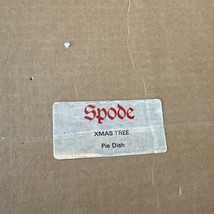 Spode
XMAS TREE
Pie Dish